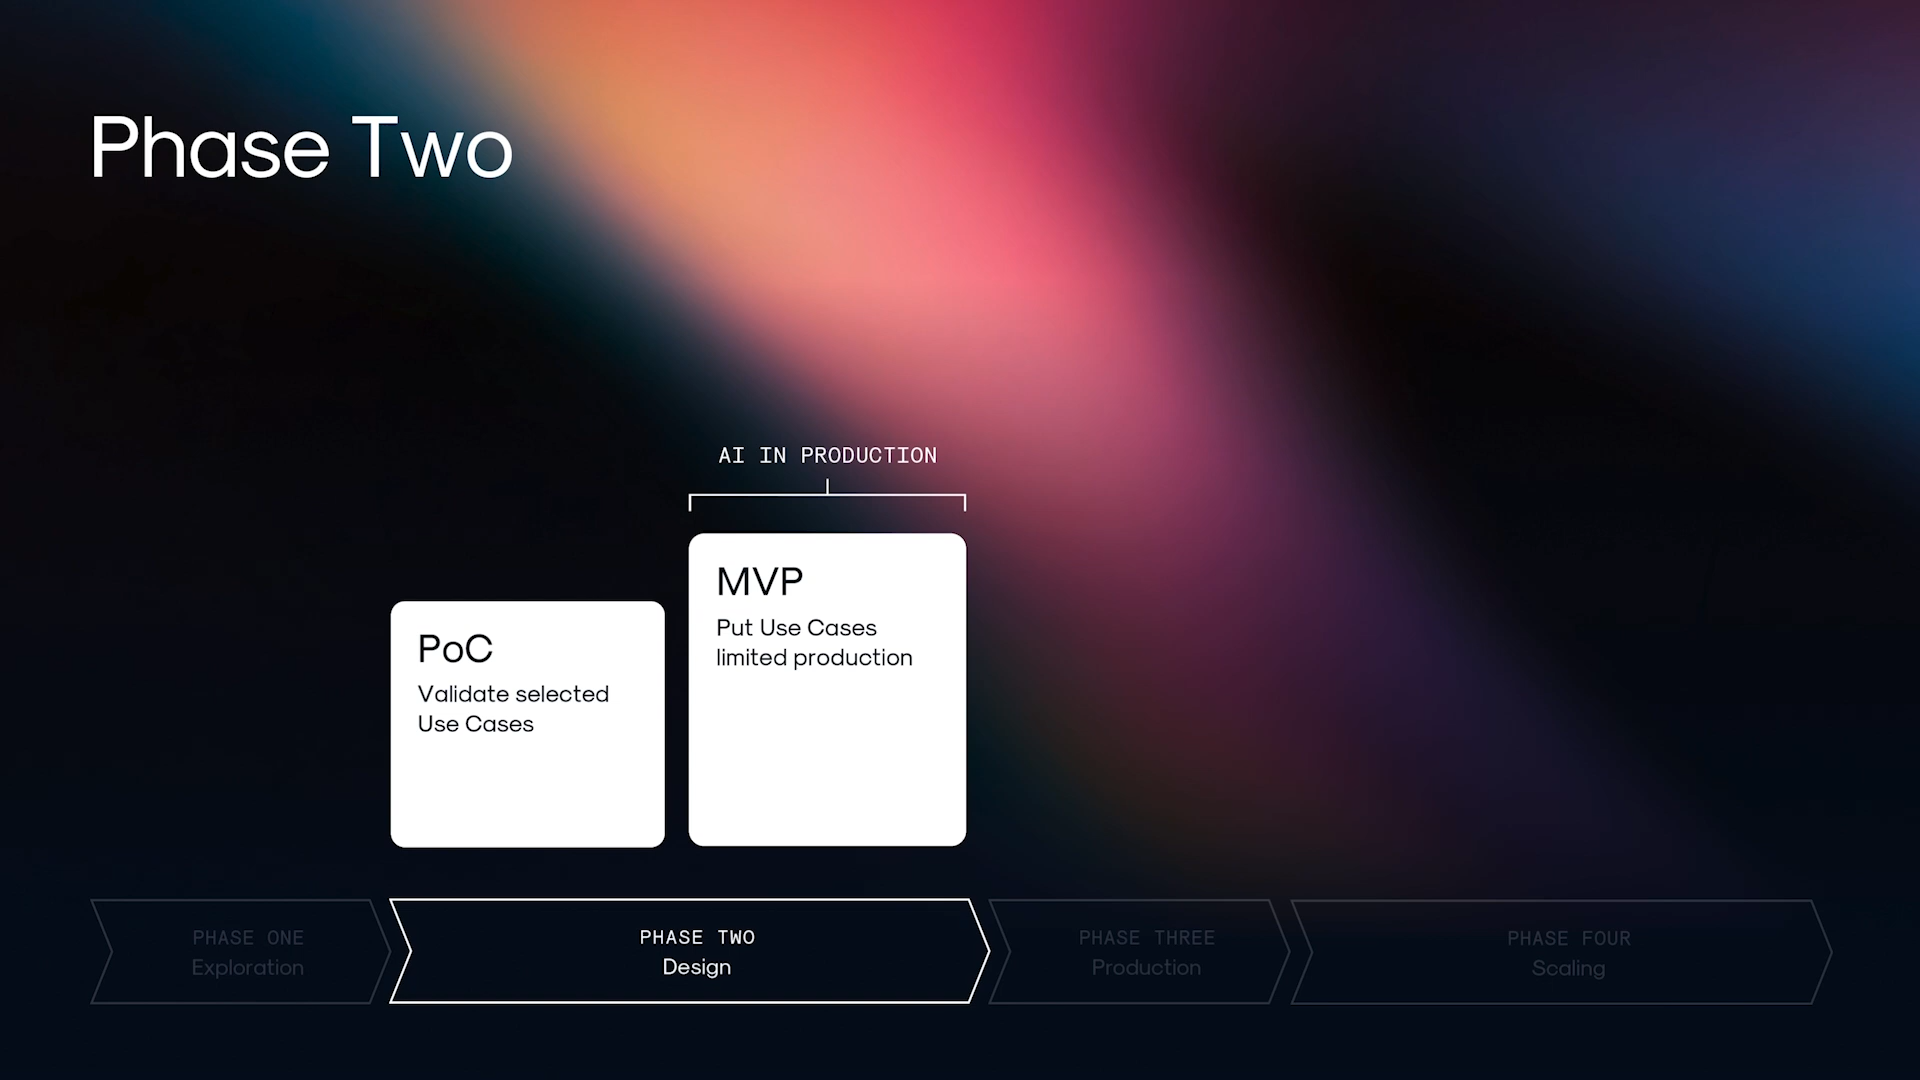 Phase Two
AI IN PRODUCTION
MVP
Put Use Cases
limited production
PoC
Validate selected
Use Cases
PHASE ONE
Exploration
PHASE TWO
Design
PHASE THREE
Production
PHASE FOUR
Scaling